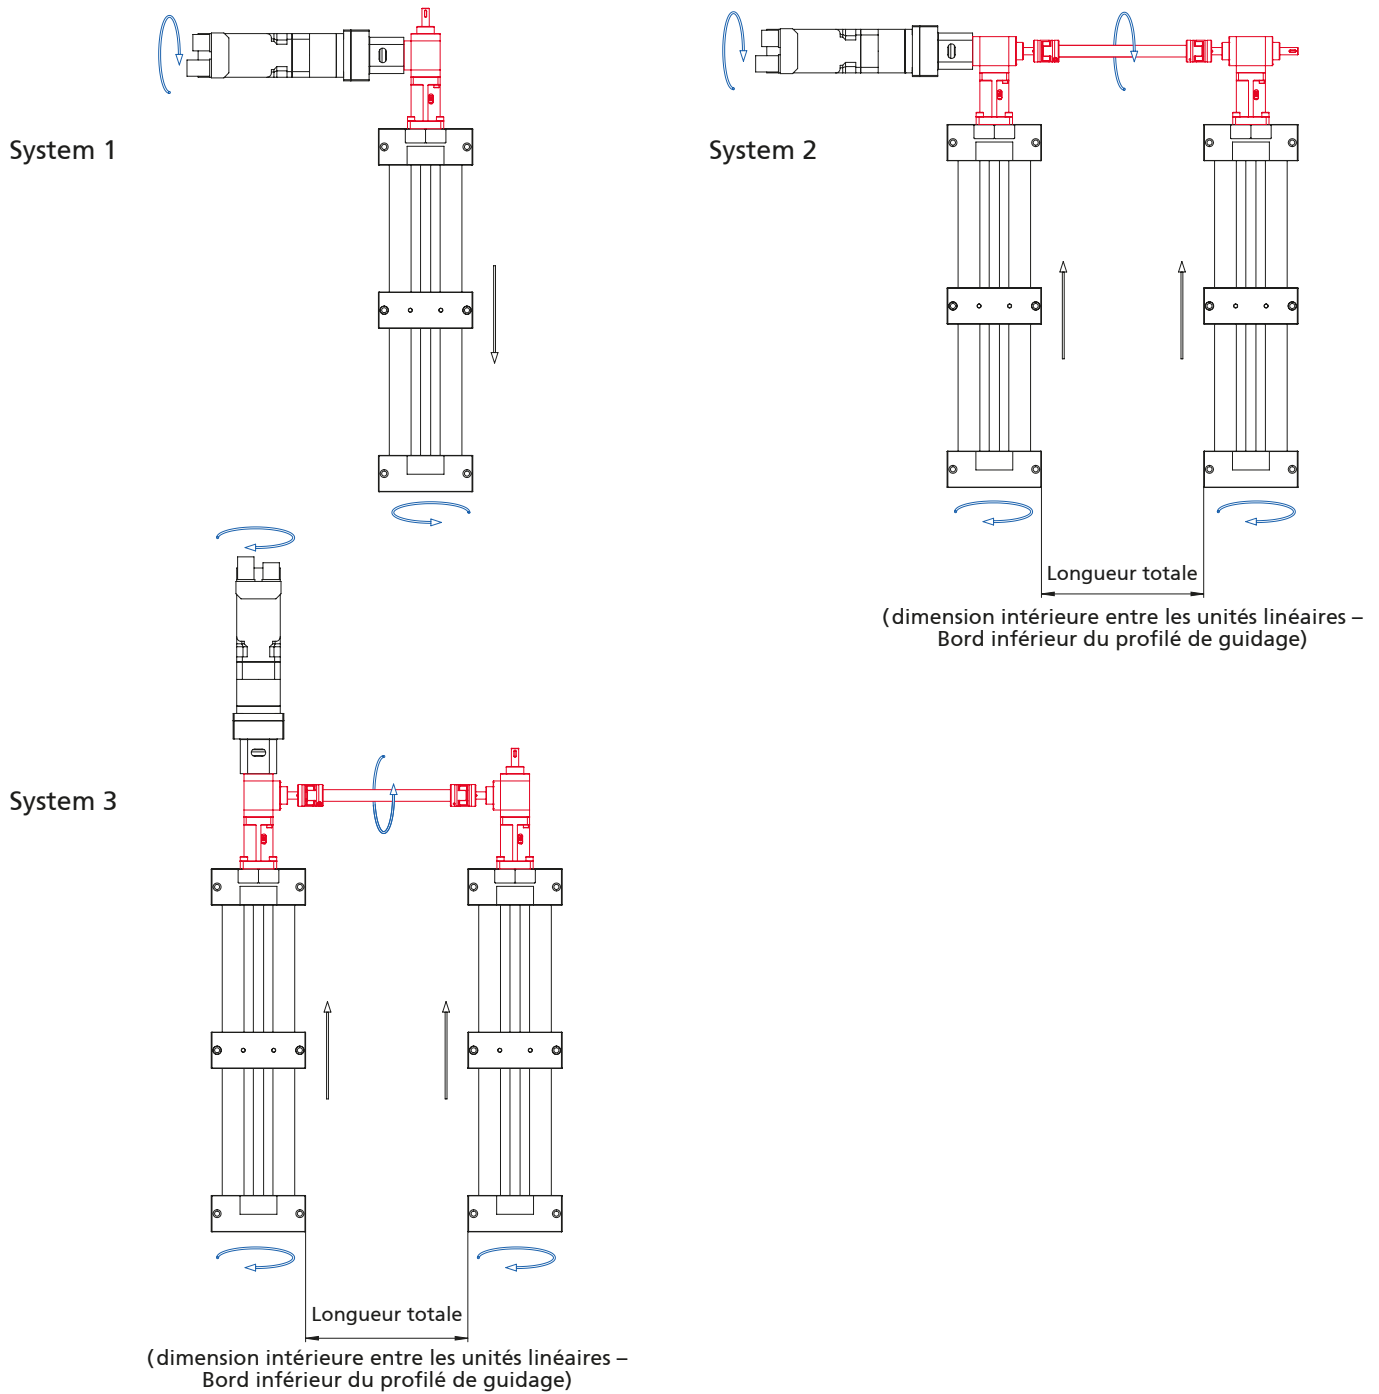 System 1
System 2
Longueur totale
(dimension intérieure entre les unités linéaires –
Bord inférieur du profilé de guidage)
System 3
Longueur totale
(dimension intérieure entre les unités linéaires –
Bord inférieur du profilé de guidage)